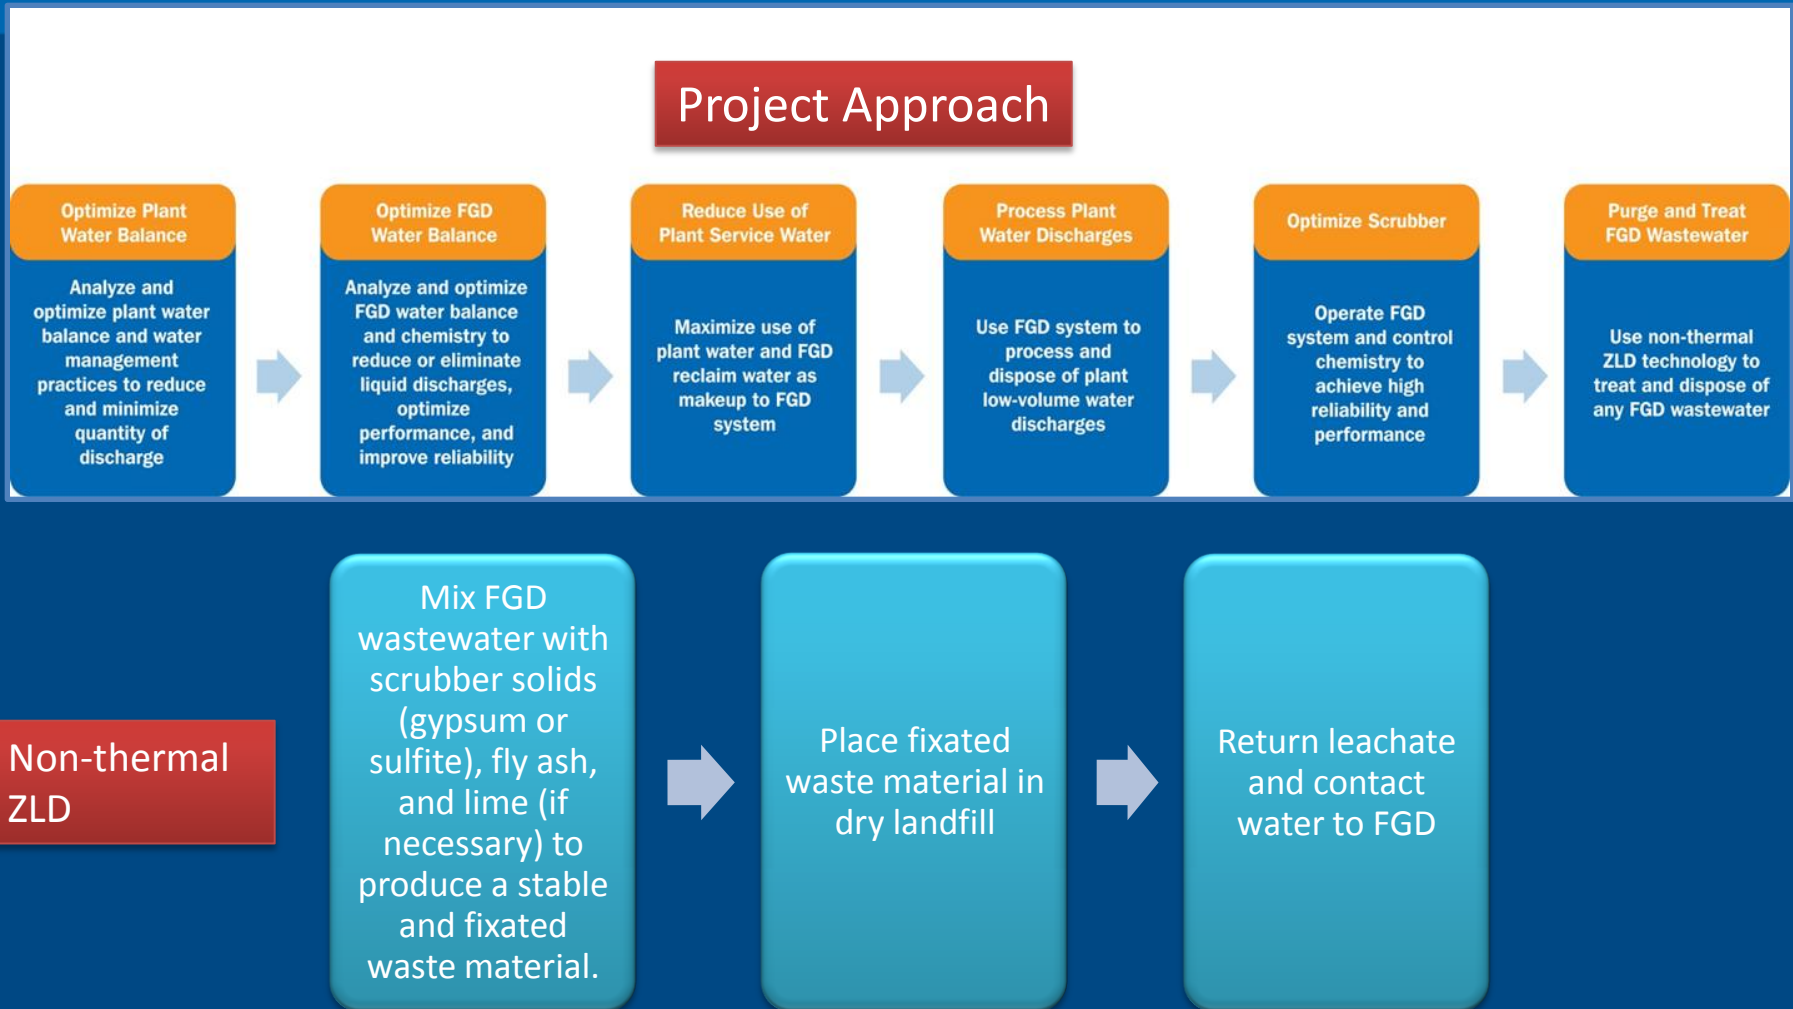 Project Approach
Optimize Plant
Water Balance
Analyze and
optimize plant water
balance and water
management
practices to reduce
and minimize
quantity of
discharge
Optimize FGD
Water Balance
Analyze and optimize
FGD water balance
and chemistry to
reduce or eliminate
liquid discharges,
optimize
performance, and
improve reliability
Reduce Use of
Plant Service Water
Maximize use of
plant water and FGD
reclaim water as
makeup to FGD
system
Process Plant
Water Discharges
Use FGD system to
process and
dispose of plant
low-volume water
discharges
Optimize Scrubber
Operate FGD
system and control
chemistry to
achieve high
reliability and
performance
Purge and Treat
FGD Wastewater
Use non-thermal
ZLD technology to
treat and dispose of
any FGD wastewater
Non-thermal
ZLD
Mix FGD
wastewater with
scrubber solids
(gypsum or
sulfite), fly ash,
and lime (if
necessary) to
produce a stable
and fixated
waste material.
Place fixated
waste material in
dry landfill
Return leachate
and contact
water to FGD